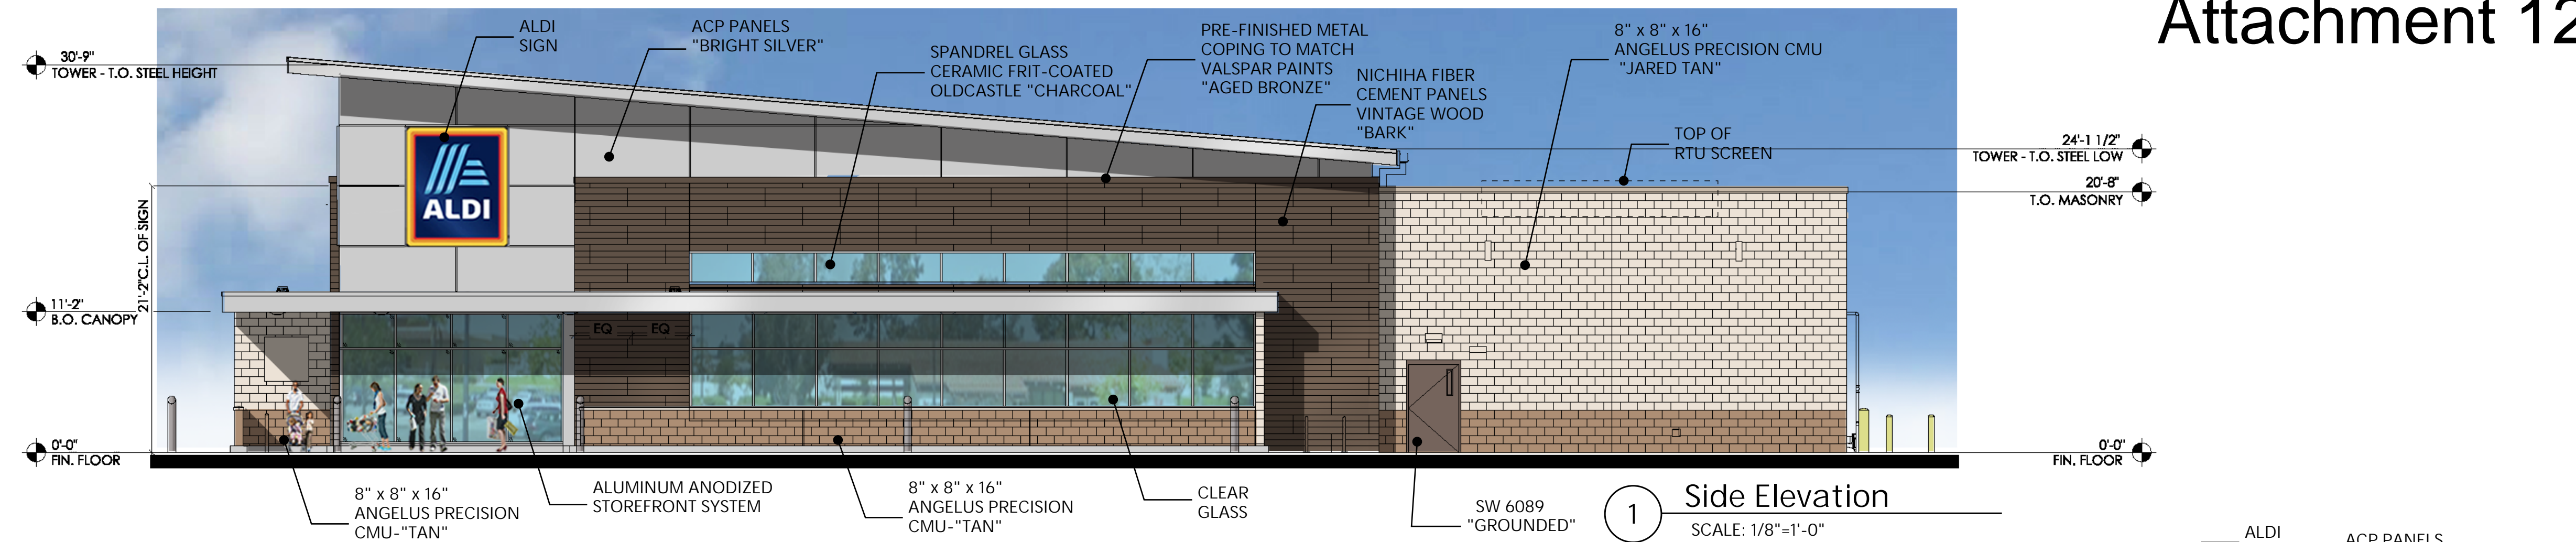 Attachment 12
ALDI
SIGN
ACP PANELS
"BRIGHT SILVER"
SPANDREL GLASS
CERAMIC FRIT-COATED
OLDCASTLE "CHARCOAL"
PRE-FINISHED METAL
COPING TO MATCH
VALSPAR PAINTS
"AGED BRONZE"
NICHIHA FIBER
CEMENT PANELS
VINTAGE WOOD
"BARK"
8" x 8" x 16"
ANGELUS PRECISION CMU
"JARED TAN"
TOP OF
RTU SCREEN
30'-9"
TOWER - T.O. STEEL HEIGHT
24'-1 1/2"
TOWER - T.O. STEEL LOW
20'-8"
T.O. MASONRY
ALDI
21'-2"C.L. OF SIGN
11'-2"
B.O. CANOPY
EQ EQ
0'-0"
FIN. FLOOR
0'-0"
FIN. FLOOR
8" x 8" x 16"
ANGELUS PRECISION
CMU-"TAN"
ALUMINUM ANODIZED
STOREFRONT SYSTEM
8" x 8" x 16"
ANGELUS PRECISION
CMU-"TAN"
CLEAR
GLASS
SW 6089
"GROUNDED"
1
Side Elevation
SCALE: 1/8"=1'-0"
ALDI
ACP PANELS